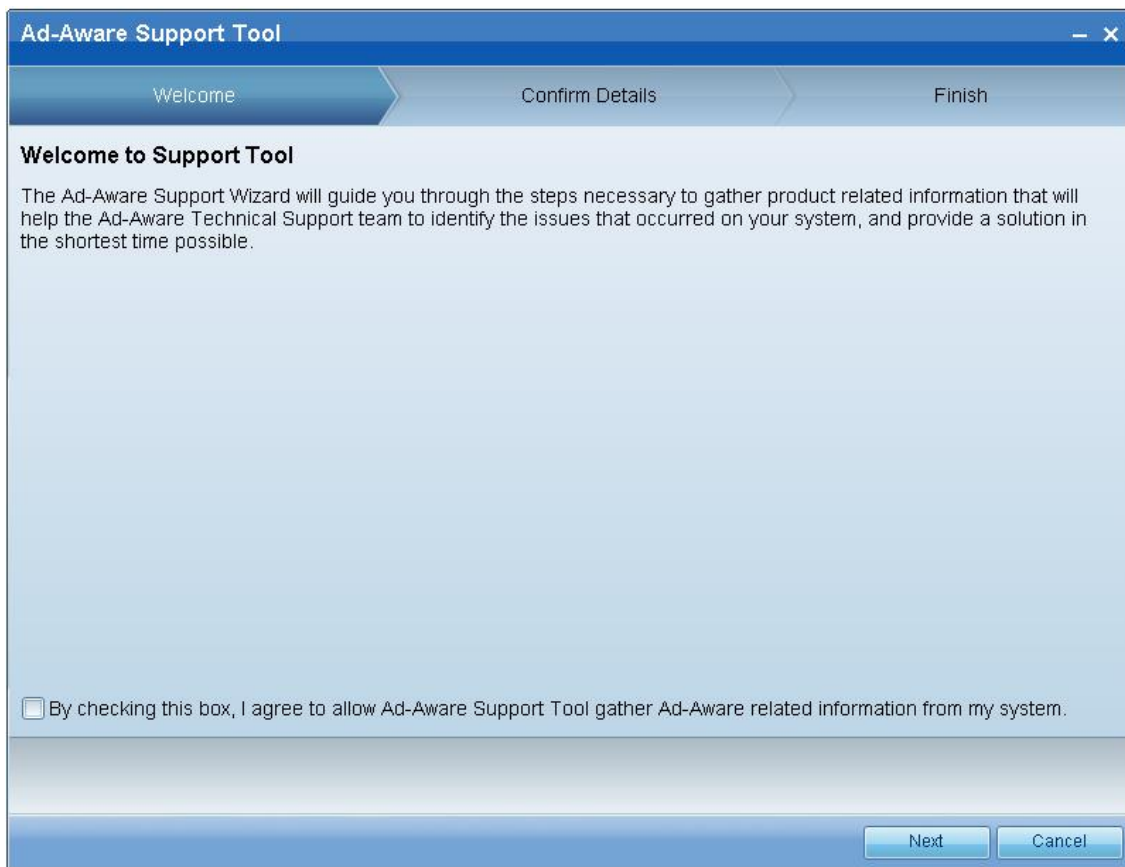 Ad-Aware Support Tool
Welcome
Confirm Details
Finish
Welcome to Support Tool
The Ad-Aware Support Wizard will guide you through the steps necessary to gather product related information that will
help the Ad-Aware Technical Support team to identify the issues that occurred on your system, and provide a solution in
the shortest time possible.
By checking this box, I agree to allow Ad-Aware Support Tool gather Ad-Aware related information from my system.
Next
Cancel